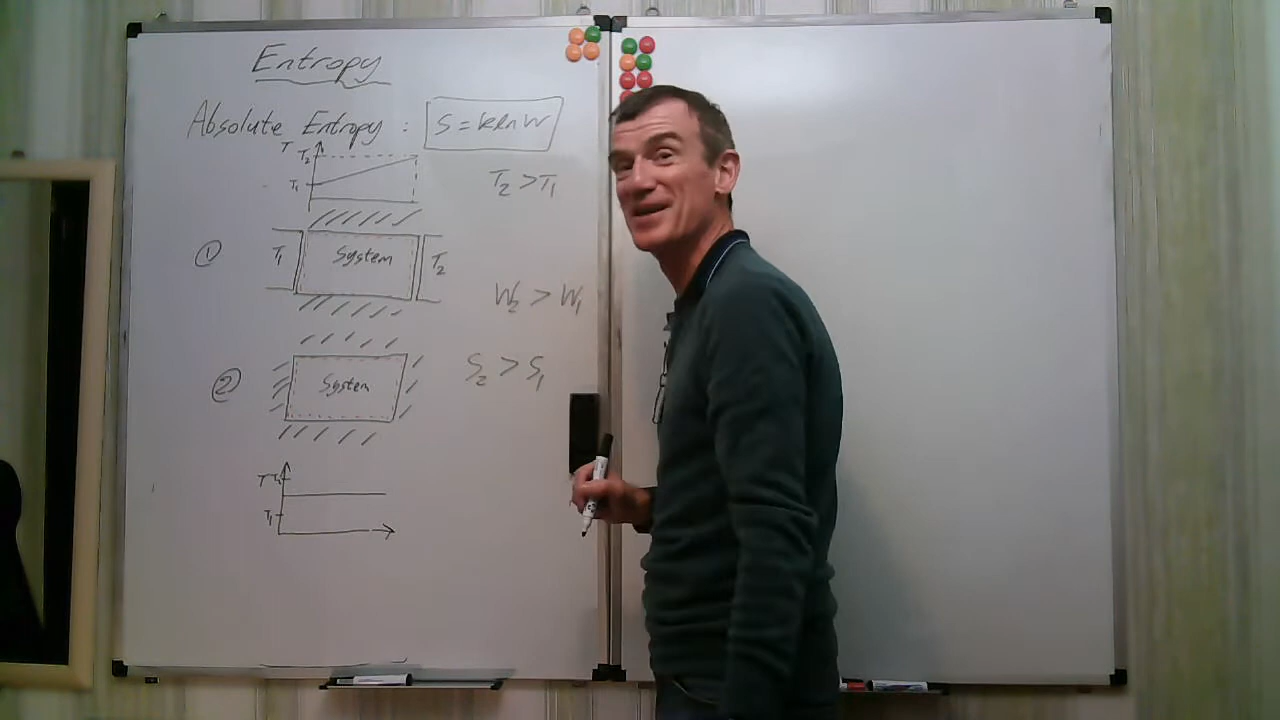 Entropy
Absolute Entropy : S = k ln W
T
T2
T1
T2 > T1
① T1 System T2
W2 > W1
② System
S2 > S1
T
T1